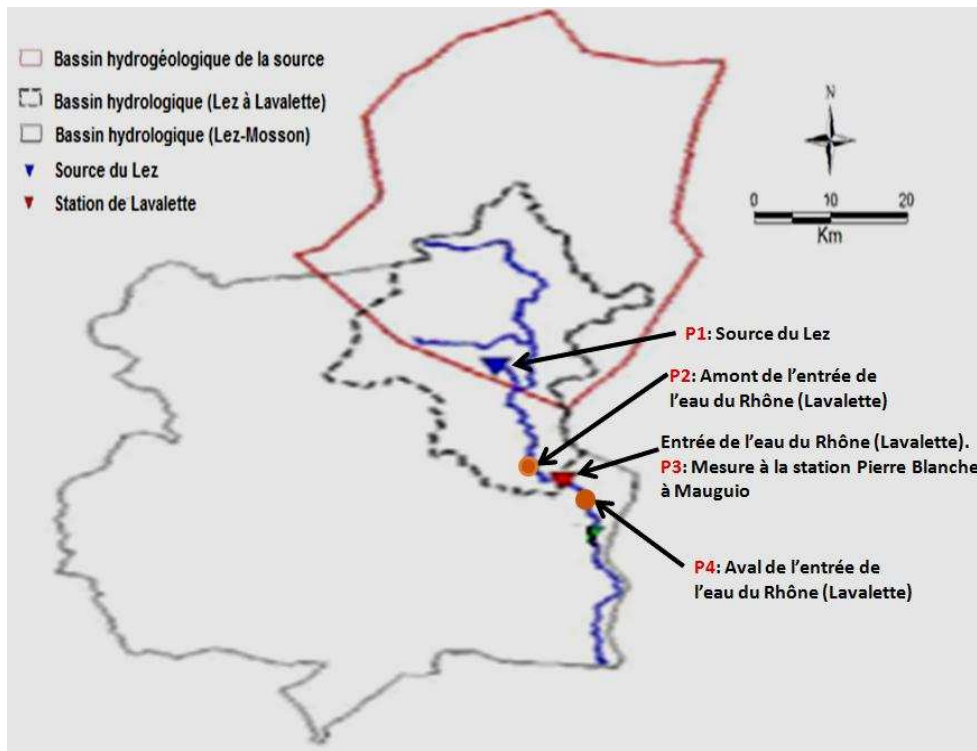 Bassin hydrogéologique de la source
Bassin hydrologique (Lez à Lavalette)
Bassin hydrologique (Lez-Mosson)
Source du Lez
Station de Lavalette
N
0 10 20
Km
P1: Source du Lez
P2: Amont de l'entrée de
l'eau du Rhône (Lavalette)
Entrée de l'eau du Rhône (Lavalette).
P3: Mesure à la station Pierre Blanche
à Mauguio
P4: Aval de l'entrée de
l'eau du Rhône (Lavalette)